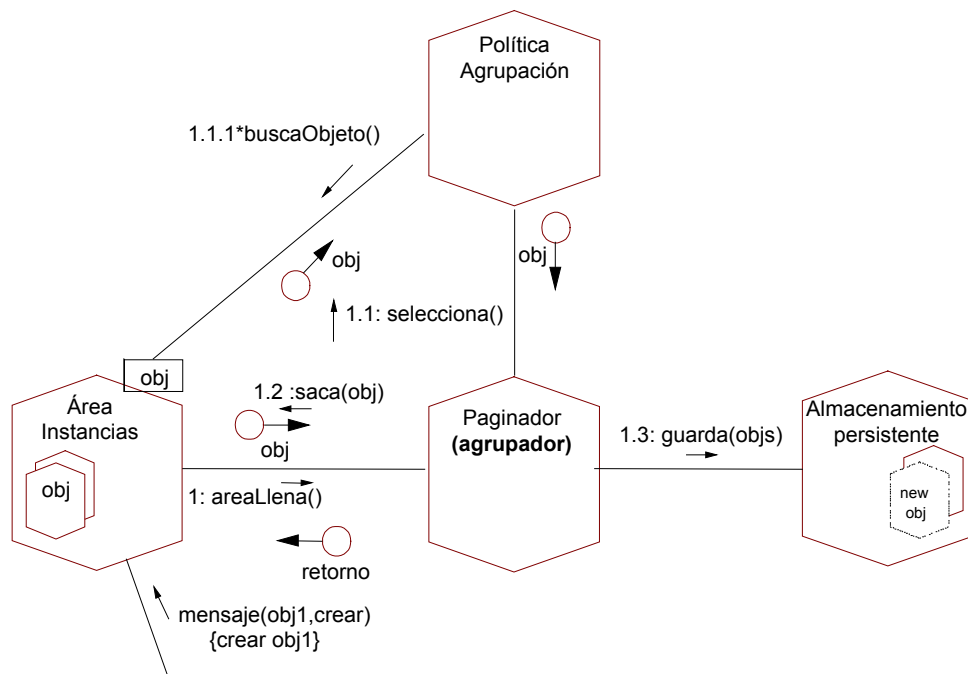 Política
Agrupación
1.1.1*buscaObjeto()
obj
obj
1.1: selecciona()
obj
1.2 :saca(obj)
Área
Instancias
obj
obj
Paginador
(agrupador)
Almacenamiento
persistente
1.3: guarda(objs)
new
obj
1: areaLlena()
retorno
mensaje(obj1,crear)
{crear obj1}